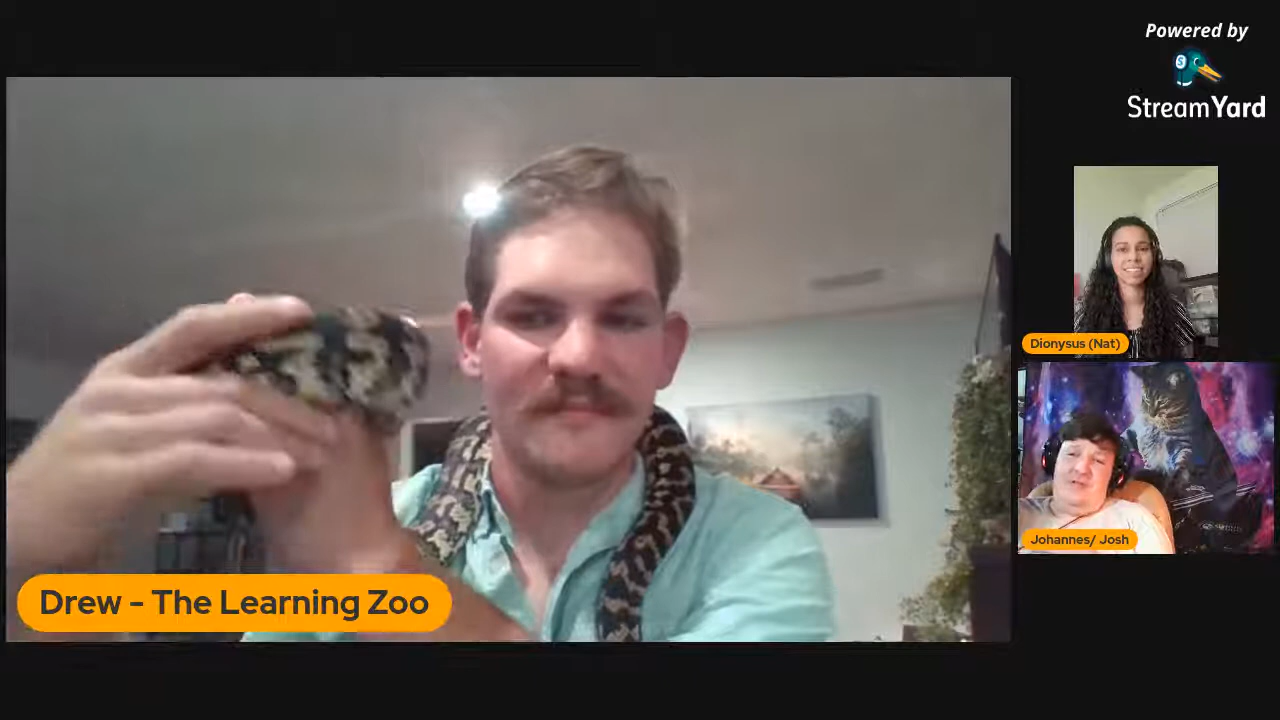 Powered by
StreamYard
Dionysus (Nat)
Johannes/ Josh
Drew - The Learning Zoo